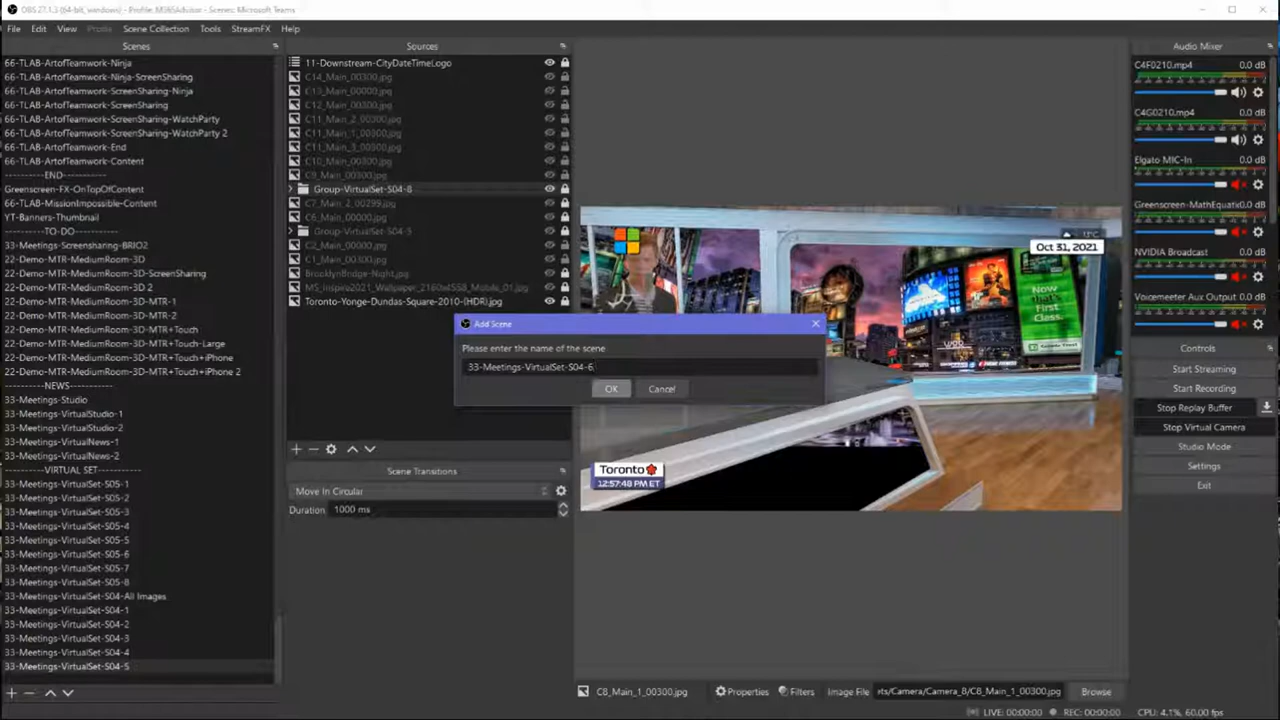 OBS 27.1.3 (64-bit, windows) - Profile: M365Advisor - Scenes: Microsoft Teams
File Edit View Profile Scene Collection Tools StreamFX Help
Scenes
66-TLAB-ArtofTeamwork-Ninja
66-TLAB-ArtofTeamwork-Ninja-ScreenSharing
66-TLAB-ArtofTeamwork-ScreenSharing-Ninja
66-TLAB-ArtofTeamwork-ScreenSharing
66-TLAB-ArtofTeamwork-ScreenSharing-WatchParty
66-TLAB-ArtofTeamwork-ScreenSharing-WatchParty 2
66-TLAB-ArtofTeamwork-End
66-TLAB-ArtofTeamwork-Content
----------END----------
Greenscreen-FX-OnTopOfContent
66-TLAB-MissionImpossible-Content
YT-Banners-Thumbnail
----------TO-DO----------
33-Meetings-Screensharing-BRIO2
22-Demo-MTR-MediumRoom-3D
22-Demo-MTR-MediumRoom-3D-ScreenSharing
22-Demo-MTR-MediumRoom-3D 2
22-Demo-MTR-MediumRoom-3D-MTR-1
22-Demo-MTR-MediumRoom-3D-MTR-2
22-Demo-MTR-MediumRoom-3D-MTR+Touch
22-Demo-MTR-MediumRoom-3D-MTR+Touch-Large
22-Demo-MTR-MediumRoom-3D-MTR+Touch+iPhone
22-Demo-MTR-MediumRoom-3D-MTR+Touch+iPhone 2
----------NEWS----------
33-Meetings-Studio
33-Meetings-VirtualStudio-1
33-Meetings-VirtualStudio-2
33-Meetings-VirtualNews-1
33-Meetings-VirtualNews-2
----------VIRTUAL SET----------
33-Meetings-VirtualSet-S05-1
33-Meetings-VirtualSet-S05-2
33-Meetings-VirtualSet-S05-3
33-Meetings-VirtualSet-S05-4
33-Meetings-VirtualSet-S05-5
33-Meetings-VirtualSet-S05-6
33-Meetings-VirtualSet-S05-7
33-Meetings-VirtualSet-S05-8
33-Meetings-VirtualSet-S04-All Images
33-Meetings-VirtualSet-S04-1
33-Meetings-VirtualSet-S04-2
33-Meetings-VirtualSet-S04-3
33-Meetings-VirtualSet-S04-4
33-Meetings-VirtualSet-S04-5
Sources
11-Downstream-CityDateTimeLogo
C14_Main_00300.jpg
C13_Main_00000.jpg
C12_Main_00300.jpg
C11_Main_2_00300.jpg
C11_Main_1_00300.jpg
C11_Main_3_00300.jpg
C10_Main_00300.jpg
C9_Main_00300.jpg
Group-VirtualSet-S04-8
C7_Main_2_00299.jpg
C6_Main_00000.jpg
Group-VirtualSet-S04-3
C2_Main_00000.jpg
C1_Main_00300.jpg
BrooklynBridge-Night.jpg
MS_Inspire2021_Wallpaper_2160x4558_Mobile_01.jpg
Toronto-Yonge-Dundas-Square-2010-(HDR).jpg
Scene Transitions
Move In Circular
Duration 1000 ms
Add Scene
Please enter the name of the scene
33-Meetings-VirtualSet-S04-6
OK Cancel
Oct 31, 2021
Now that's First Class.
Toronto
12:57:48 PM ET
C8_Main_1_00300.jpg Properties Filters Image File rts/Camera/Camera_8/C8_Main_1_00300.jpg Browse
Audio Mixer
C4F0210.mp4 0.0 dB
C4G0210.mp4 0.0 dB
Elgato MIC-In 0.0 dB
Greenscreen-MathEquatic 0.0 dB
NVIDIA Broadcast 0.0 dB
Voicemeeter Aux Output 0.0 dB
Controls
Start Streaming
Start Recording
Stop Replay Buffer
Stop Virtual Camera
Studio Mode
Settings
Exit
LIVE: 00:00:00 REC: 00:00:00 CPU: 4.1%, 60.00 fps